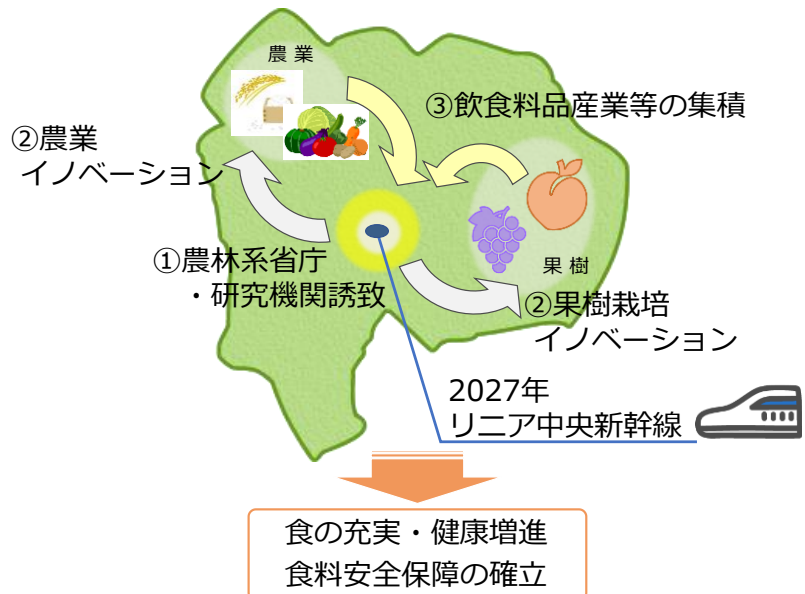 農 業
③飲食料品産業等の集積
②農業
イノベーション
①農林系省庁
・研究機関誘致
果 樹
②果樹栽培
イノベーション
2027年
リニア中央新幹線
食の充実・健康増進
食料安全保障の確立